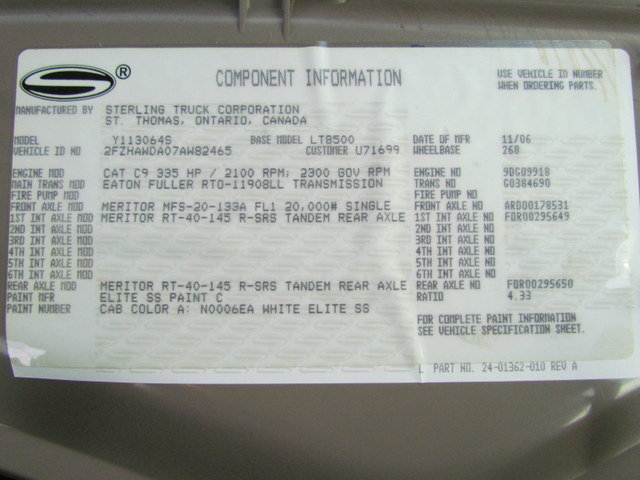 ®
COMPONENT INFORMATION
USE VEHICLE ID NUMBER
WHEN ORDERING PARTS.
MANUFACTURED BY STERLING TRUCK CORPORATION
ST. THOMAS, ONTARIO, CANADA
MODEL Y113064S BASE MODEL LT8500 DATE OF MFR 11/06
VEHICLE ID NO 2FZHAWDA07AW82465 CUSTOMER U71699 WHEELBASE 268
ENGINE MOD CAT C9 335 HP / 2100 RPM; 2300 GOV RPM ENGINE NO 9DG09918
MAIN TRANS MOD EATON FULLER RTO-11908LL TRANSMISSION TRANS NO G0384690
FIRE PUMP MOD FIRE PUMP NO
FRONT AXLE MOD MERITOR MFS-20-133A FL1 20,000# SINGLE FRONT AXLE NO ARD00178531
1ST INT AXLE MOD MERITOR RT-40-145 R-SRS TANDEM REAR AXLE 1ST INT AXLE NO FDR00295649
2ND INT AXLE MOD 2ND INT AXLE NO
3RD INT AXLE MOD 3RD INT AXLE NO
4TH INT AXLE MOD 4TH INT AXLE NO
5TH INT AXLE MOD 5TH INT AXLE NO
6TH INT AXLE MOD 6TH INT AXLE NO
REAR AXLE MOD MERITOR RT-40-145 R-SRS TANDEM REAR AXLE REAR AXLE NO FDR00295650
PAINT MFR ELITE SS PAINT C RATIO 4.33
PAINT NUMBER CAB COLOR A: N0006EA WHITE ELITE SS
FOR COMPLETE PAINT INFORMATION
SEE VEHICLE SPECIFICATION SHEET.
L PART NO. 24-01362-010 REV A